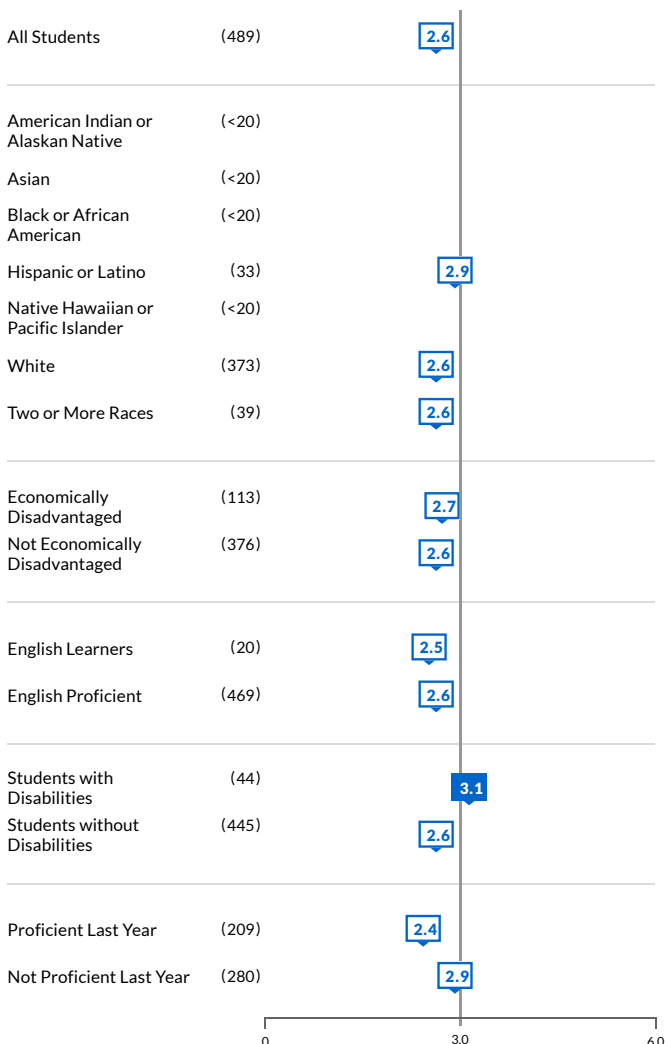 All Students (489) 2.6
American Indian or (<20)
Alaskan Native
Asian (<20)
Black or African (<20)
American
Hispanic or Latino (33) 2.9
Native Hawaiian or (<20)
Pacific Islander
White (373) 2.6
Two or More Races (39) 2.6
Economically (113) 2.7
Disadvantaged
Not Economically (376) 2.6
Disadvantaged
English Learners (20) 2.5
English Proficient (469) 2.6
Students with (44) 3.1
Disabilities
Students without (445) 2.6
Disabilities
Proficient Last Year (209) 2.4
Not Proficient Last Year (280) 2.9
0 3.0 6.0